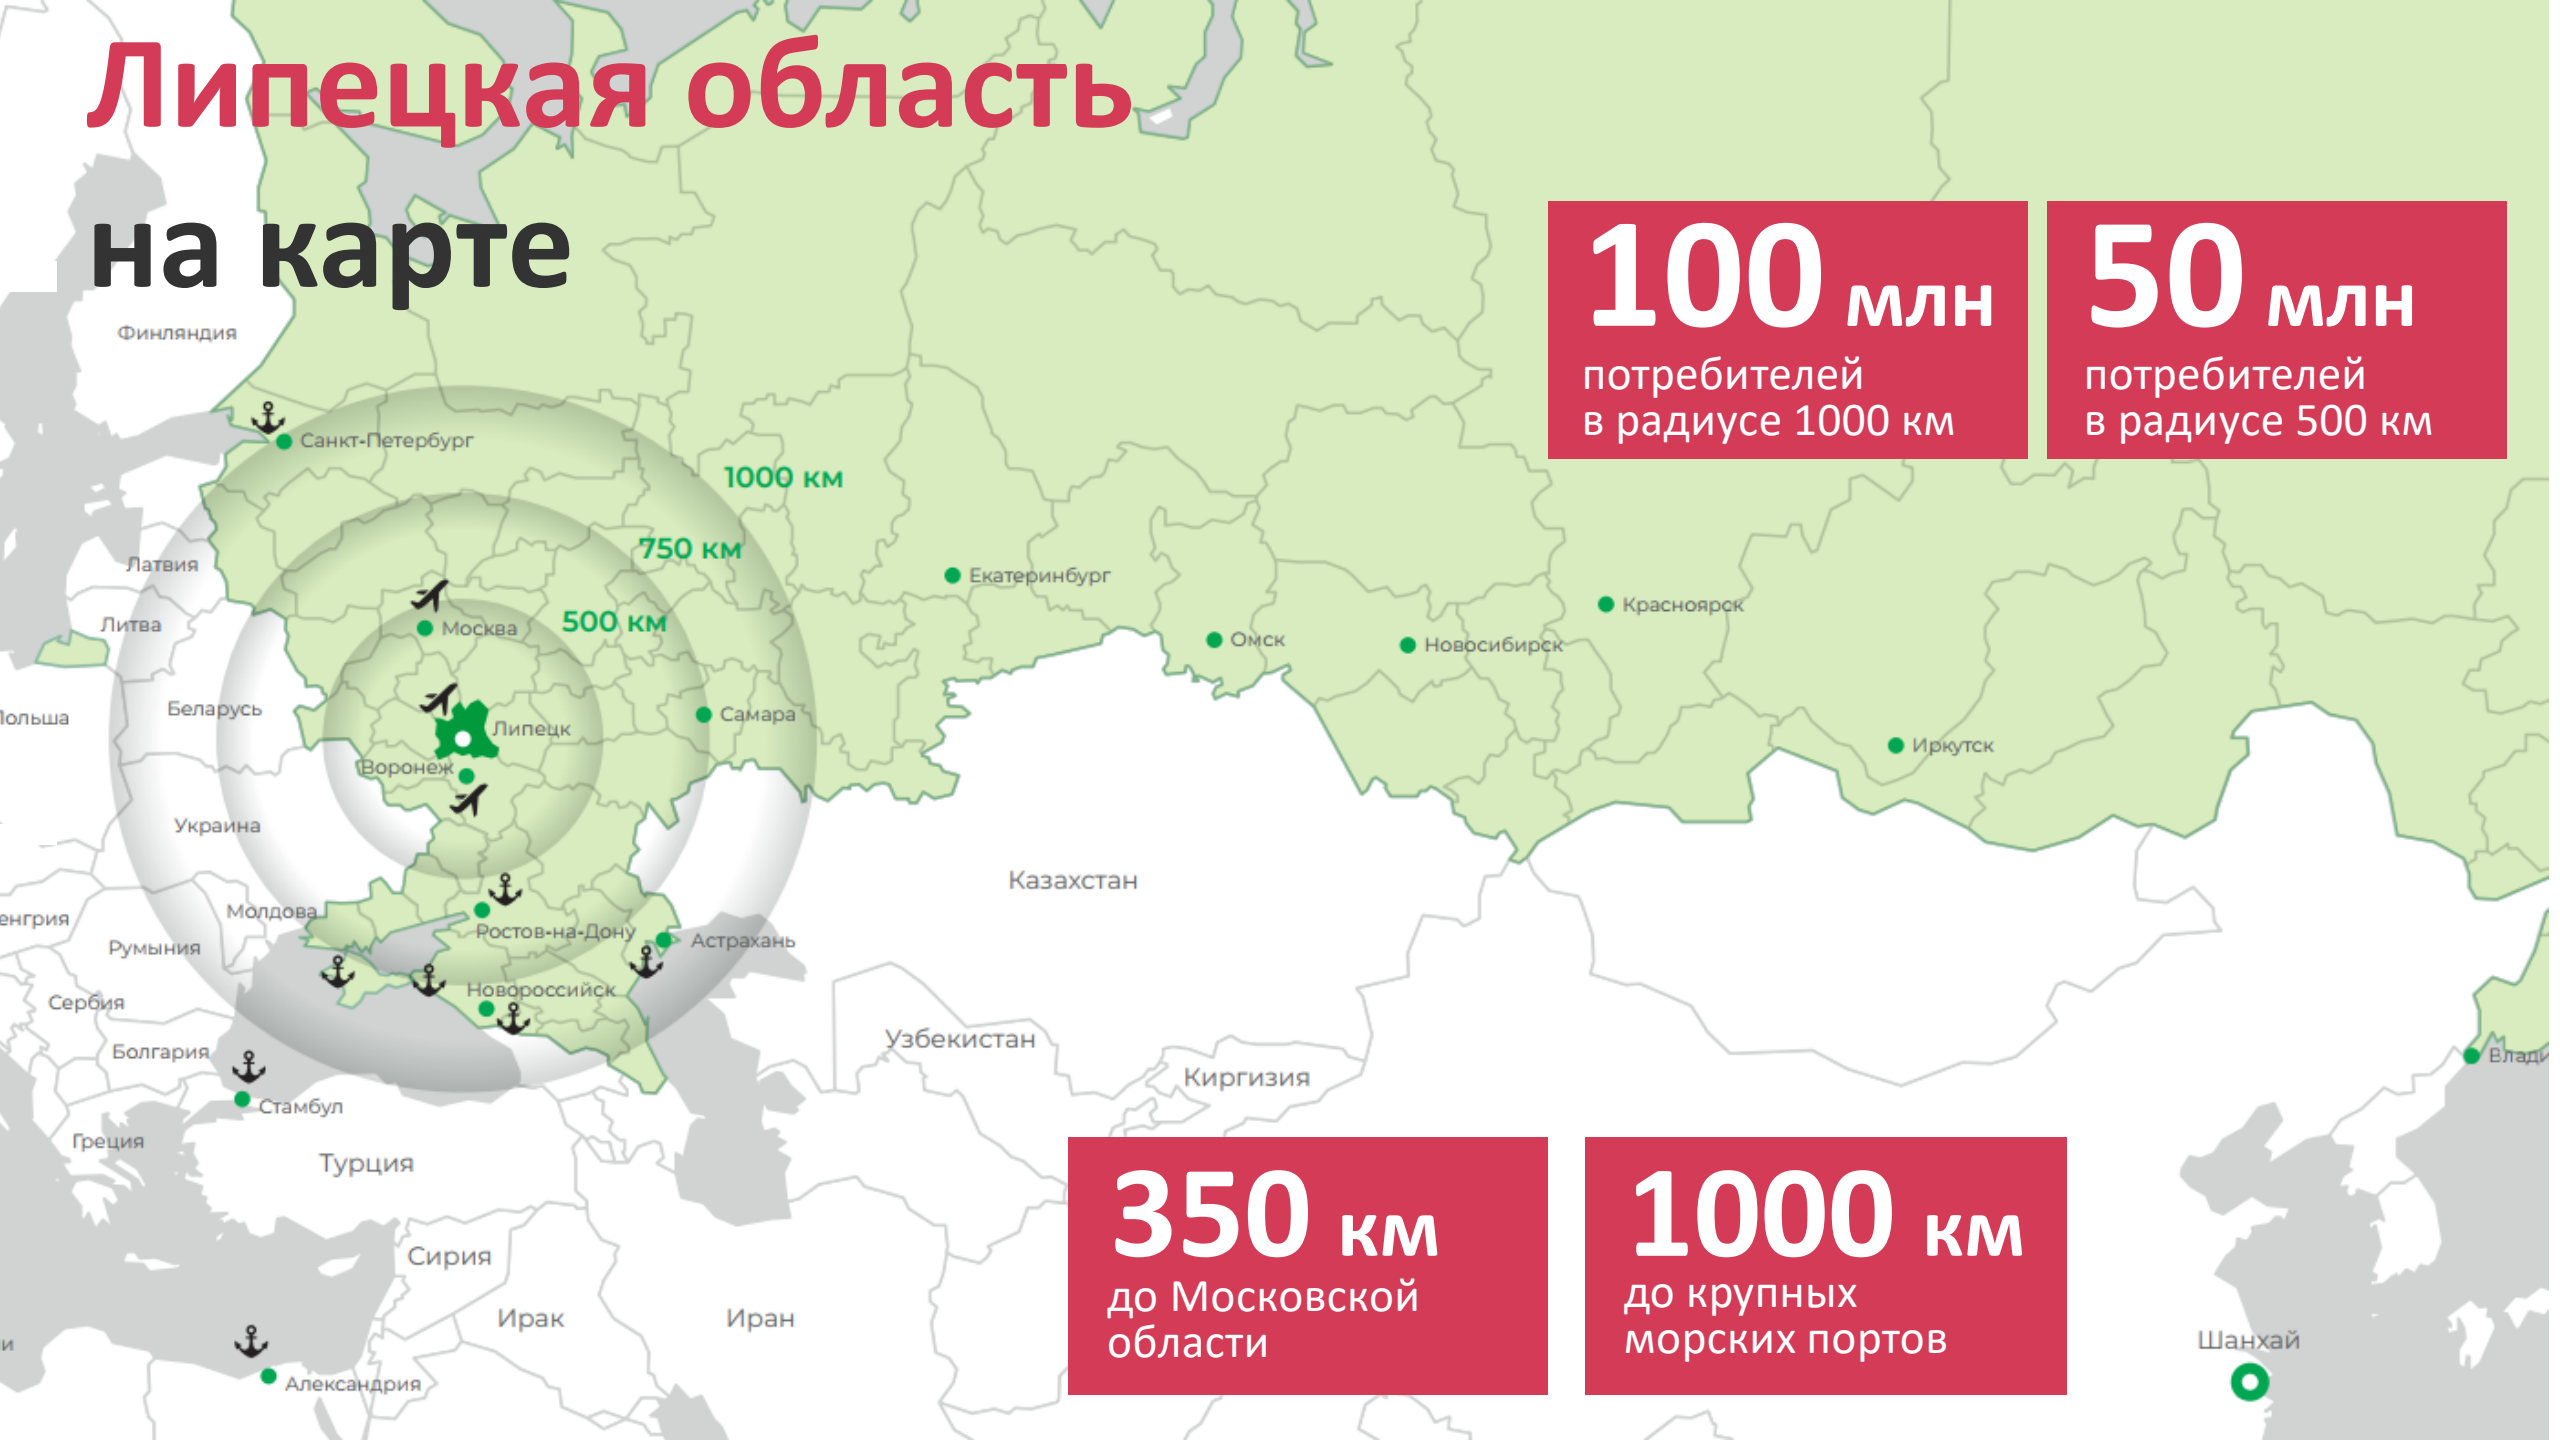 Липецкая область
на карте
100 млн
потребителей
в радиусе 1000 км
50 млн
потребителей
в радиусе 500 км
Финляндия
Санкт-Петербург
1000 км
750 км
500 км
Латвия
Литва
Москва
Екатеринбург
Красноярск
Омск
Новосибирск
Беларусь
Самара
Липецк
Иркутск
Воронеж
Украина
Казахстан
Молдова
Ростов-на-Дону
Астрахань
Румыния
Новороссийск
Сербия
Узбекистан
Болгария
Киргизия
Стамбул
Греция
Турция
Сирия
Ирак
Иран
Александрия
350 км
до Московской
области
1000 км
до крупных
морских портов
Шанхай